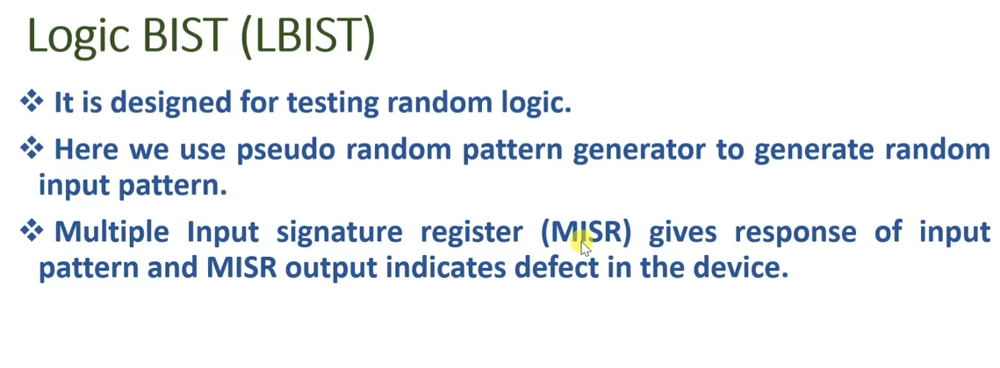 Logic BIST (LBIST)
❖ It is designed for testing random logic.
❖ Here we use pseudo random pattern generator to generate random
input pattern.
❖ Multiple Input signature register (MISR) gives response of input
pattern and MISR output indicates defect in the device.